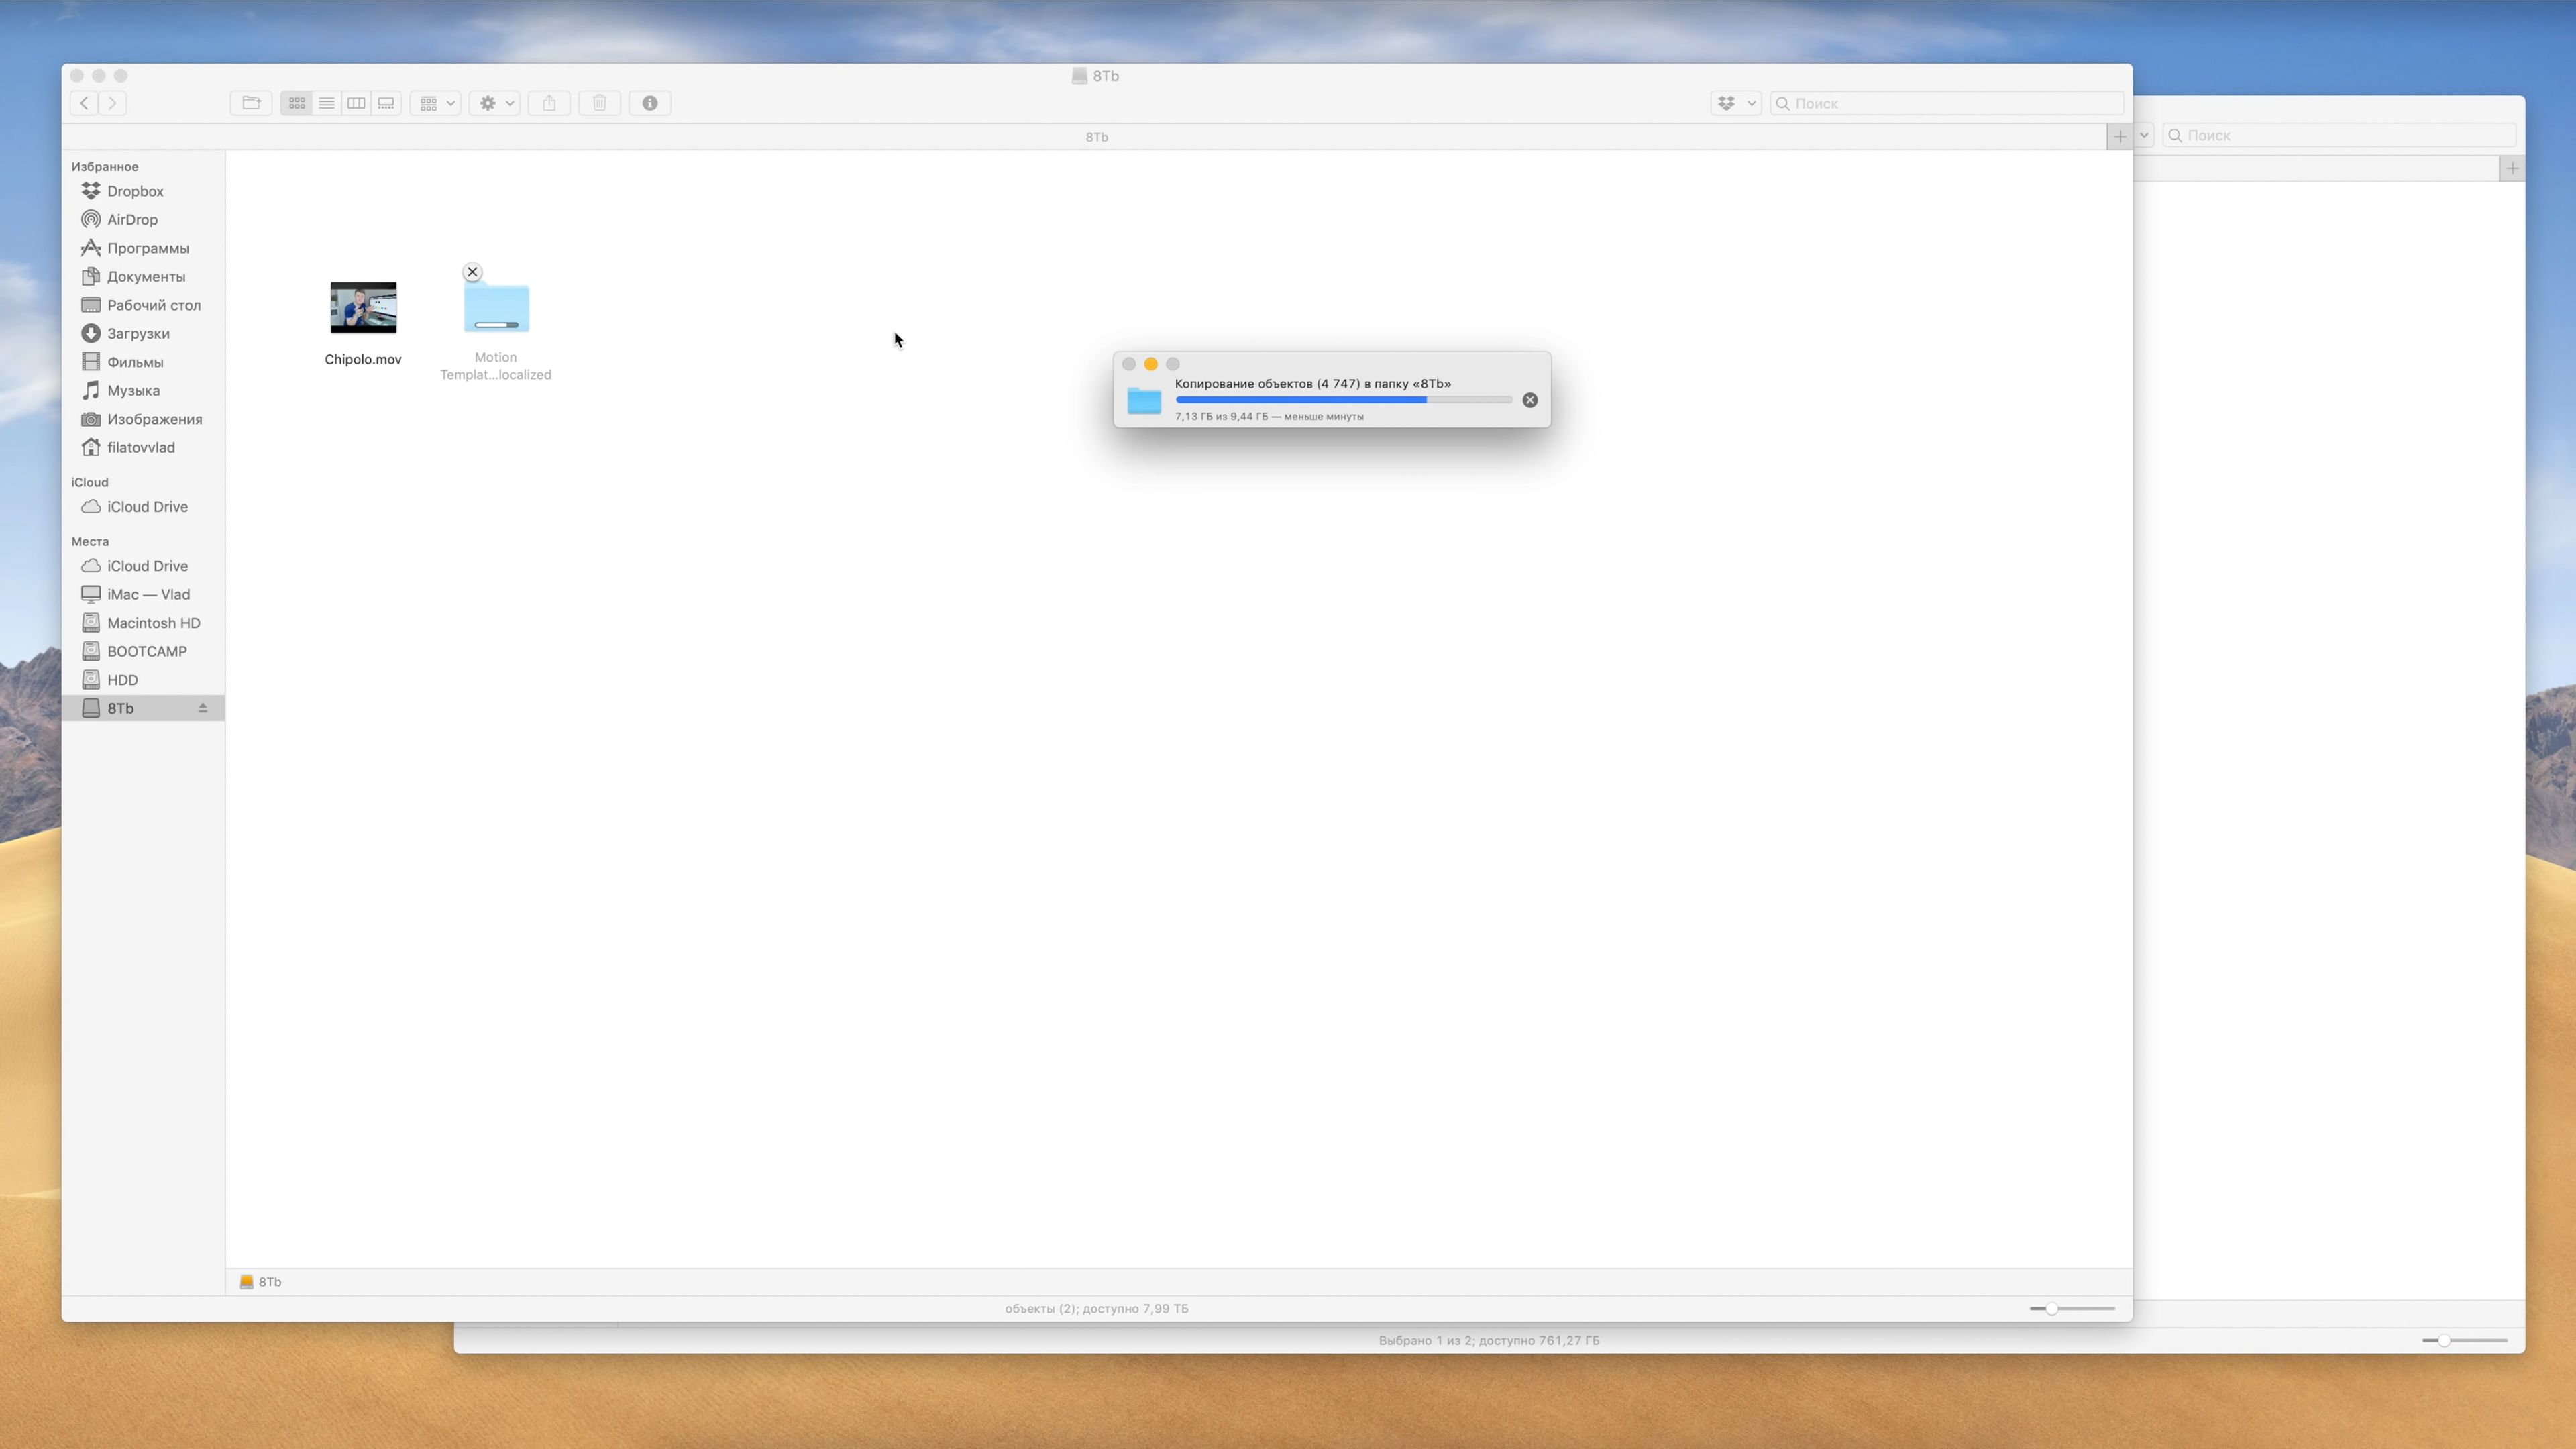 8Tb
Поиск
8Tb
Поиск
Избранное
Dropbox
AirDrop
Программы
Документы
Рабочий стол
Загрузки
Фильмы
Музыка
Изображения
filatovvlad
iCloud
iCloud Drive
Места
iCloud Drive
iMac — Vlad
Macintosh HD
BOOTCAMP
HDD
8Tb
Chipolo.mov
Motion
Templat...localized
Копирование объектов (4 747) в папку «8Tb»
7,13 ГБ из 9,44 ГБ — меньше минуты
8Tb
объекты (2); доступно 7,99 ТБ
Выбрано 1 из 2; доступно 761,27 ГБ